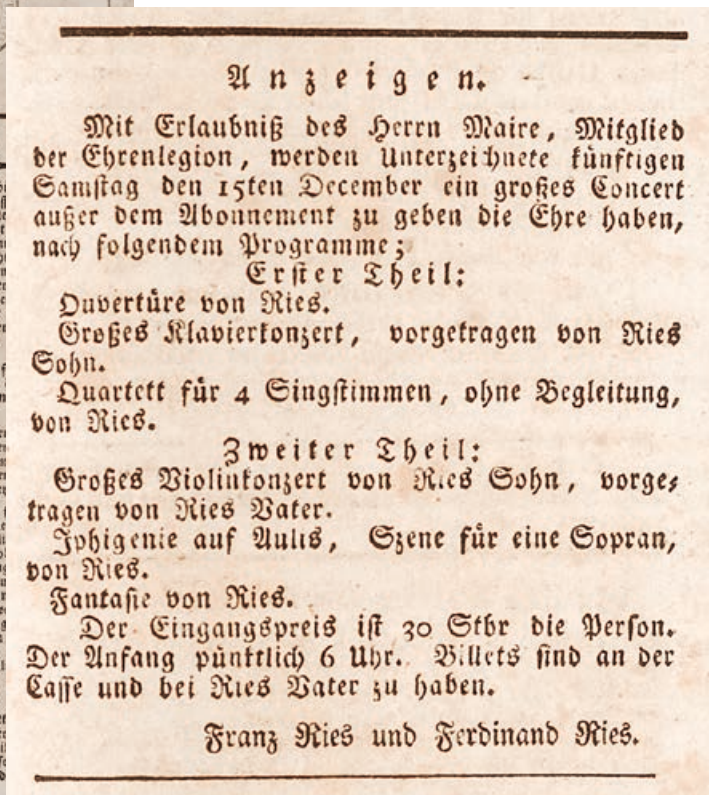 Anzeigen.
Mit Erlaubniß des Herrn Maire, Mitglied
der Ehrenlegion, werden Unterzeichnete künftigen
Samstag den 15ten December ein großes Concert
außer dem Abonnement zu geben die Ehre haben,
nach folgendem Programme;
Erster Theil:
Ouvertüre von Ries.
Großes Klavierkonzert, vorgetragen von Ries
Sohn.
Quartett für 4 Singstimmen, ohne Begleitung,
von Ries.
Zweiter Theil:
Großes Violinkonzert von Ries Sohn, vorge⸗
tragen von Ries Vater.
Iphigenie auf Aulis, Szene für eine Sopran,
von Ries.
Fantasie von Ries.
Der Eingangspreis ist 30 Stbr die Person.
Der Anfang pünktlich 6 Uhr. Billets sind an der
Casse und bei Ries Vater zu haben.
Franz Ries und Ferdinand Ries.